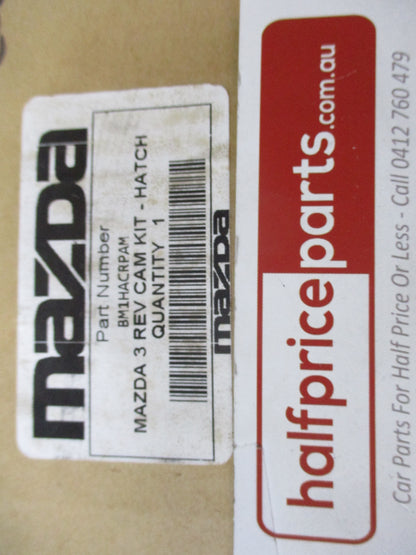 mazda
Part Number
BM1HACRPAM
MAZDA 3 REV CAM KIT - HATCH
QUANTITY 1
mazda
halfpriceparts.com.au
Car Parts For Half Price Or Less - Call 0412 760 479